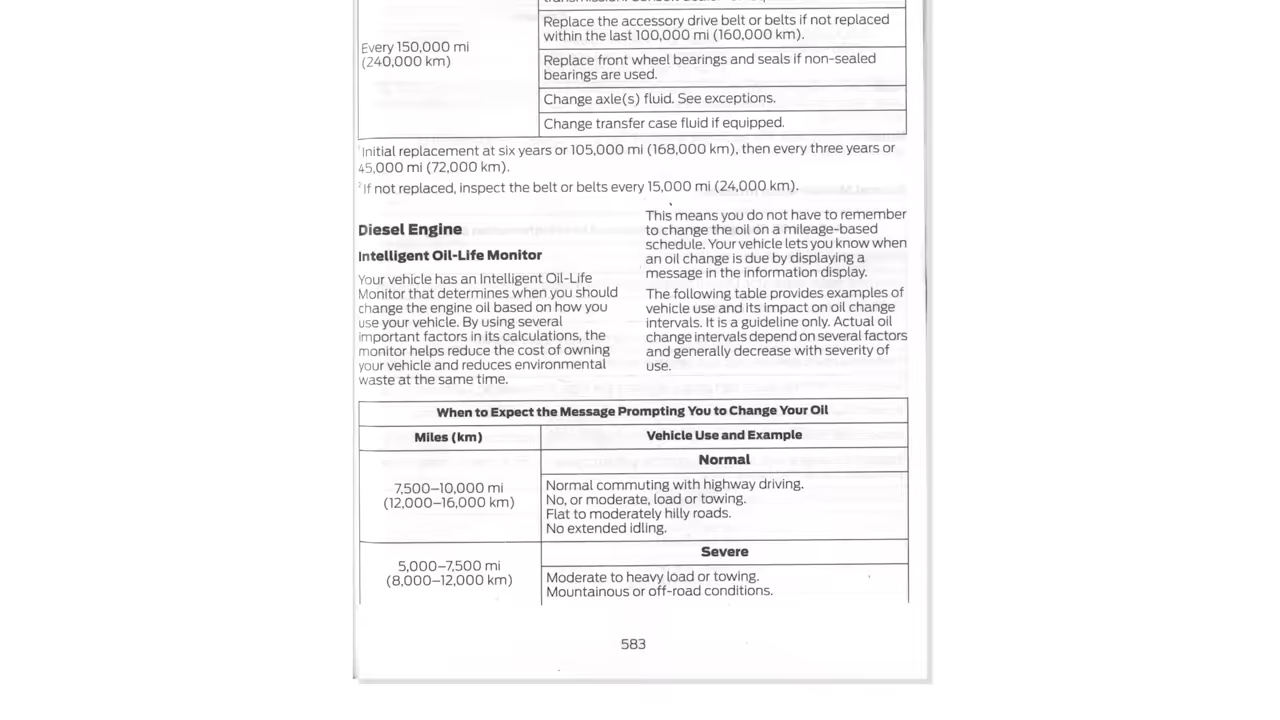 Replace the accessory drive belt or belts if not replaced
within the last 100,000 mi (160,000 km).
Every 150,000 mi
(240,000 km)
Replace front wheel bearings and seals if non-sealed
bearings are used.
Change axle(s) fluid. See exceptions.
Change transfer case fluid if equipped.
1 Initial replacement at six years or 105,000 mi (168,000 km), then every three years or
45,000 mi (72,000 km).
2 If not replaced, inspect the belt or belts every 15,000 mi (24,000 km).
Diesel Engine
Intelligent Oil-Life Monitor
Your vehicle has an Intelligent Oil-Life
Monitor that determines when you should
change the engine oil based on how you
use your vehicle. By using several
important factors in its calculations, the
monitor helps reduce the cost of owning
your vehicle and reduces environmental
waste at the same time.
This means you do not have to remember
to change the oil on a mileage-based
schedule. Your vehicle lets you know when
an oil change is due by displaying a
message in the information display.
The following table provides examples of
vehicle use and its impact on oil change
intervals. It is a guideline only. Actual oil
change intervals depend on several factors
and generally decrease with severity of
use.
When to Expect the Message Prompting You to Change Your Oil
Miles (km)
Vehicle Use and Example
Normal
7,500–10,000 mi
(12,000–16,000 km)
Normal commuting with highway driving.
No, or moderate, load or towing.
Flat to moderately hilly roads.
No extended idling.
Severe
5,000–7,500 mi
(8,000–12,000 km)
Moderate to heavy load or towing.
Mountainous or off-road conditions.
583